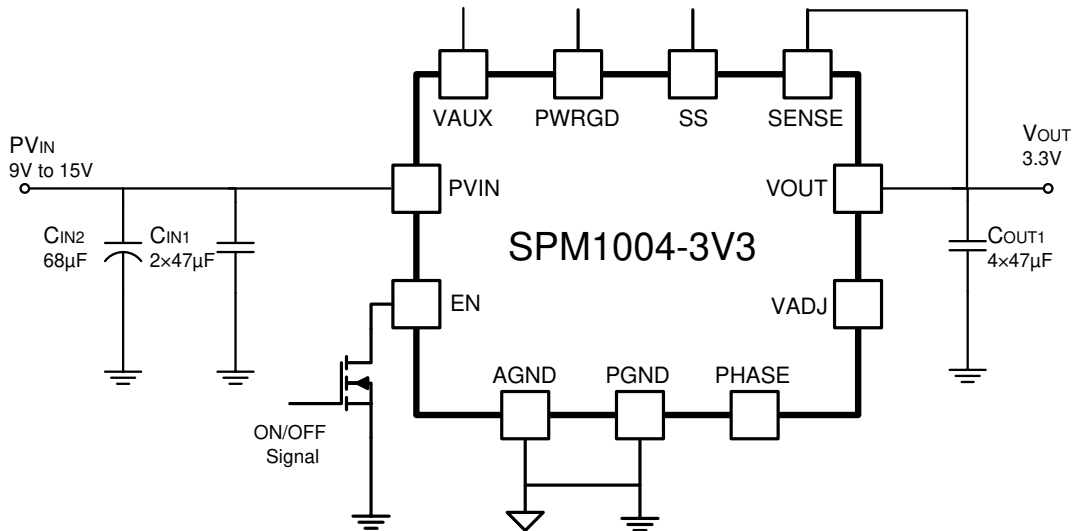 VAUX PWRGD SS SENSE
PVIN
9V to 15V
VOUT
3.3V
PVIN VOUT
CIN2
68µF
CIN1
2×47µF
SPM1004-3V3
COUT1
4×47µF
EN VADJ
AGND PGND PHASE
ON/OFF
Signal